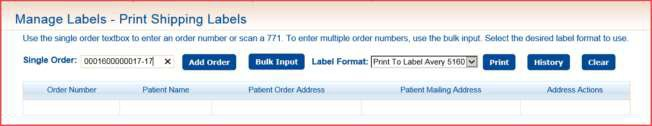 Manage Labels - Print Shipping Labels
Use the single order textbox to enter an order number or scan a 771. To enter multiple order numbers, use the bulk input. Select the desired label format to use.
Single Order: 0001600000017-17 × Add Order Bulk Input Label Format: Print To Label Avery 5160 Print History Clear
Order Number Patient Name Patient Order Address Patient Mailing Address Address Actions